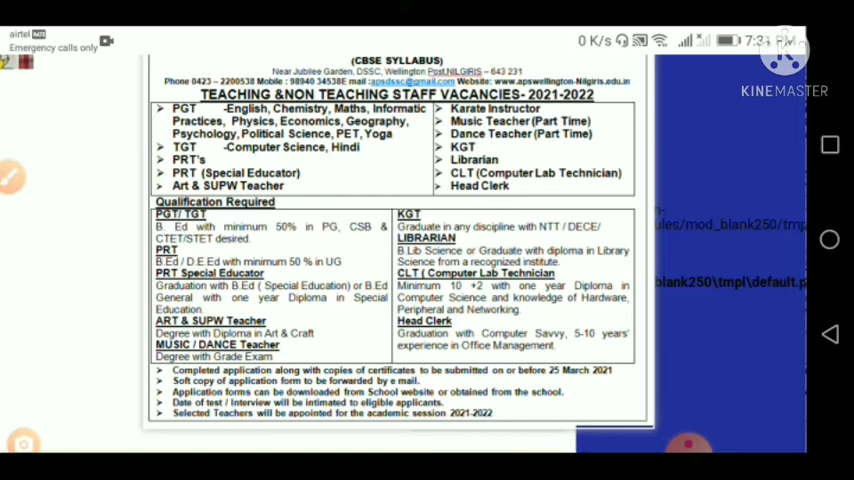 airtel
Emergency calls only
0 K/s
7:31 PM
KINEMASTER
(CBSE SYLLABUS)
Near Jubilee Garden, DSSC, Wellington Post,NILGIRIS – 643 231
Phone 0423 – 2200538 Mobile : 98940 34538E mail :apsdssc@gmail.com Website: www.apswellington-Nilgiris.edu.in
TEACHING &NON TEACHING STAFF VACANCIES- 2021-2022
PGT -English, Chemistry, Maths, Informatic
Practices, Physics, Economics, Geography,
Psychology, Political Science, PET, Yoga
TGT -Computer Science, Hindi
PRT's
PRT (Special Educator)
Art & SUPW Teacher
Karate Instructor
Music Teacher (Part Time)
Dance Teacher (Part Time)
KGT
Librarian
CLT (Computer Lab Technician)
Head Clerk
Qualification Required
PGT/ TGT
B. Ed with minimum 50% in PG, CSB &
CTET/STET desired.
PRT
B.Ed / D.E.Ed with minimum 50 % in UG
PRT Special Educator
Graduation with B.Ed ( Special Education) or B.Ed
General with one year Diploma in Special
Education.
ART & SUPW Teacher
Degree with Diploma in Art & Craft
MUSIC / DANCE Teacher
Degree with Grade Exam
KGT
Graduate in any discipline with NTT / DECE/
LIBRARIAN
B.Lib Science or Graduate with diploma in Library
Science from a recognized institute.
CLT ( Computer Lab Technician
Minimum 10 +2 with one year Diploma in
Computer Science and knowledge of Hardware,
Peripheral and Networking.
Head Clerk
Graduation with Computer Savvy, 5-10 years'
experience in Office Management.
Completed application along with copies of certificates to be submitted on or before 25 March 2021
Soft copy of application form to be forwarded by e mail.
Application forms can be downloaded from School website or obtained from the school.
Date of test / Interview will be intimated to eligible applicants.
Selected Teachers will be appointed for the academic session 2021-2022
ules/mod_blank250/tmp
blank250\tmpl\default.p